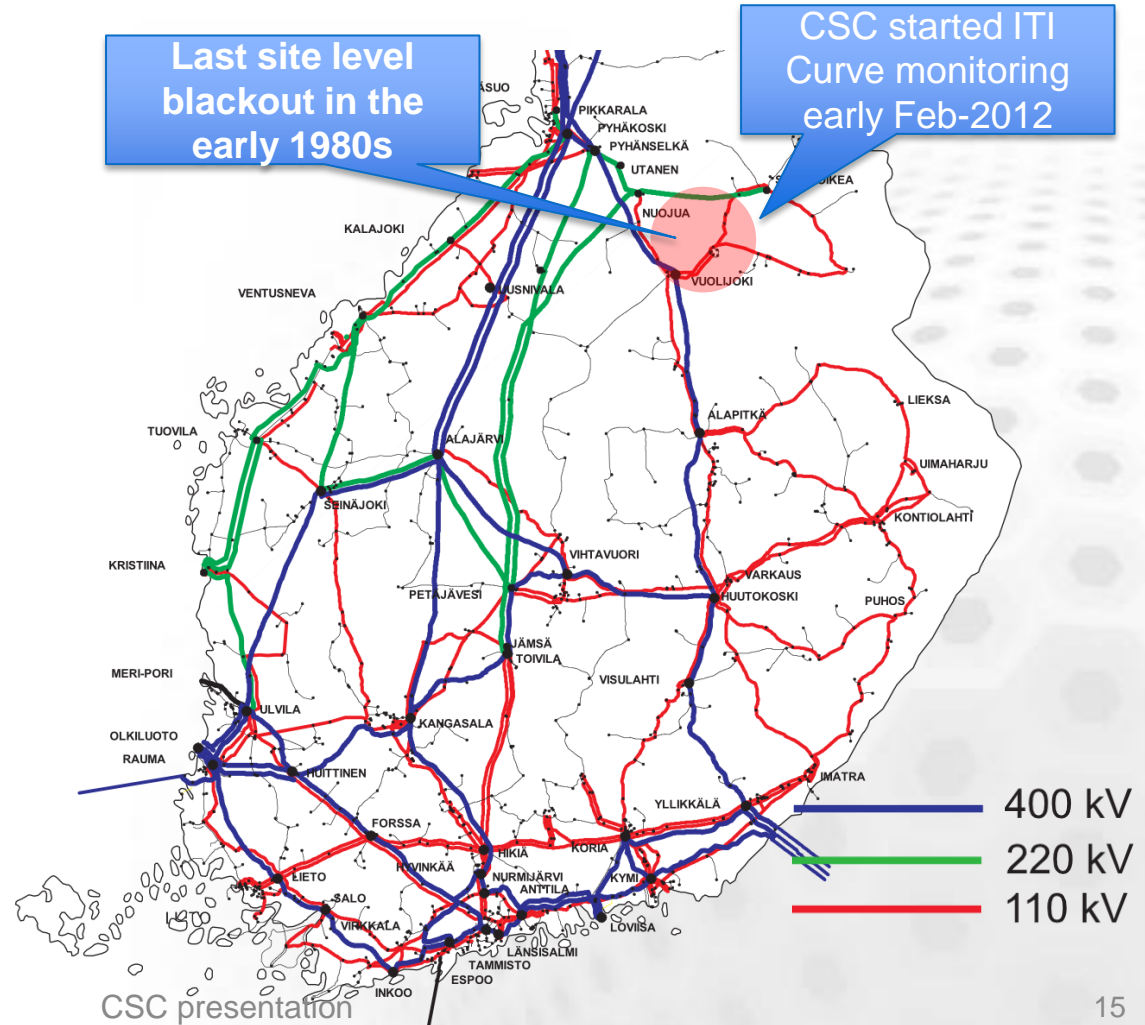 Last site level
blackout in the
early 1980s
CSC started ITI
Curve monitoring
early Feb-2012
PIKKARALA
PYHÄKOSKI
PYHÄNSELKÄ
UTANEN
NUOJUA
KALAJOKI
VUOLIJOKI
VENTUSNEVA
LIEKSA
ALAPITKÄ
TUOVILA
ALAJÄRVI
UIMAHARJU
SEINÄJOKI
KONTIOLAHTI
VIHTAVUORI
KRISTIINA
VARKAUS
PETÄJÄVESI
HUUTOKOSKI
PUHOS
JÄMSÄ
TOIVILA
MERI-PORI
VISULAHTI
ULVILA
KANGASALA
OLKILUOTO
RAUMA
HUITTINEN
IMATRA
YLLIKKÄLÄ
400 kV
FORSSA
KORIA
HIKIÄ
220 kV
HYVINKÄÄ
LIETO
NURMIJÄRVI
KYMI
ANTTILA
110 kV
SALO
LOVIISA
VIRKKALA
LÄNSISALMI
TAMMISTO
ESPOO
INKOO
CSC presentation
15